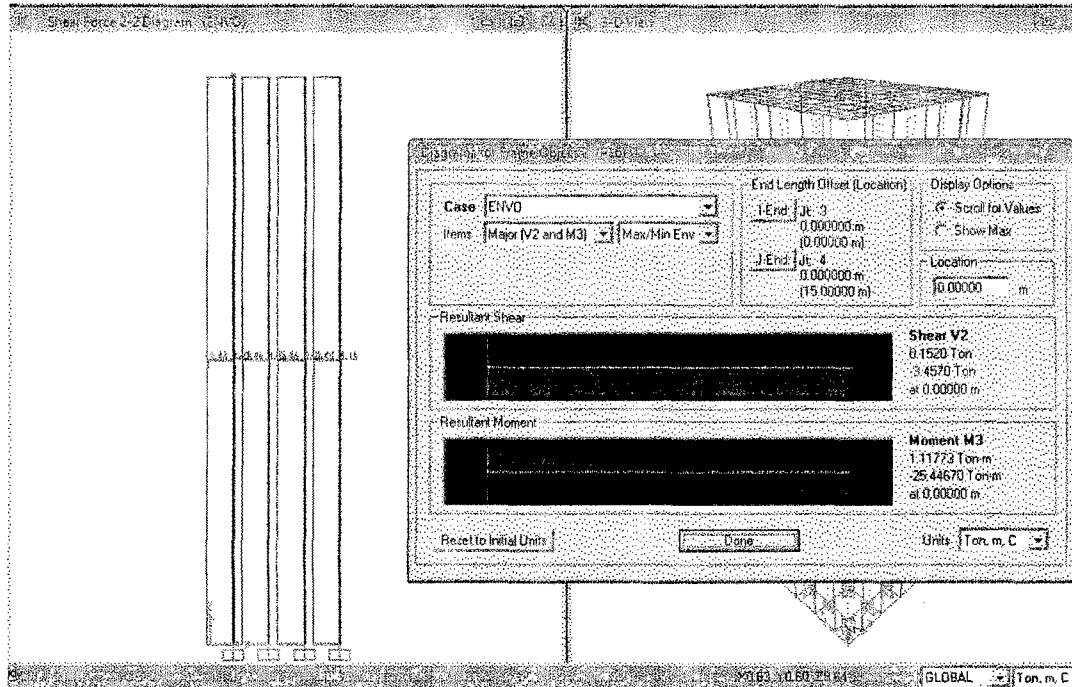 Shear Force 2-2 Diagram (ENVO)
3-D View
Case ENVO
Items Major (V2 and M3) Max/Min Env
End Length Offset (Location)
I-End: Jt: 3
0.000000 m
(0.00000 m)
J-End: Jt: 4
0.000000 m
(15.00000 m)
Display Options
Scroll for Values
Show Max
Location
0.00000 m
Resultant Shear
Shear V2
0.1520 Ton
-3.4570 Ton
at 0.00000 m
Resultant Moment
Moment M3
1.11773 Ton-m
-25.44670 Ton-m
at 0.00000 m
Reset to Initial Units
Done
Units Ton, m, C
GLOBAL
Ton, m, C